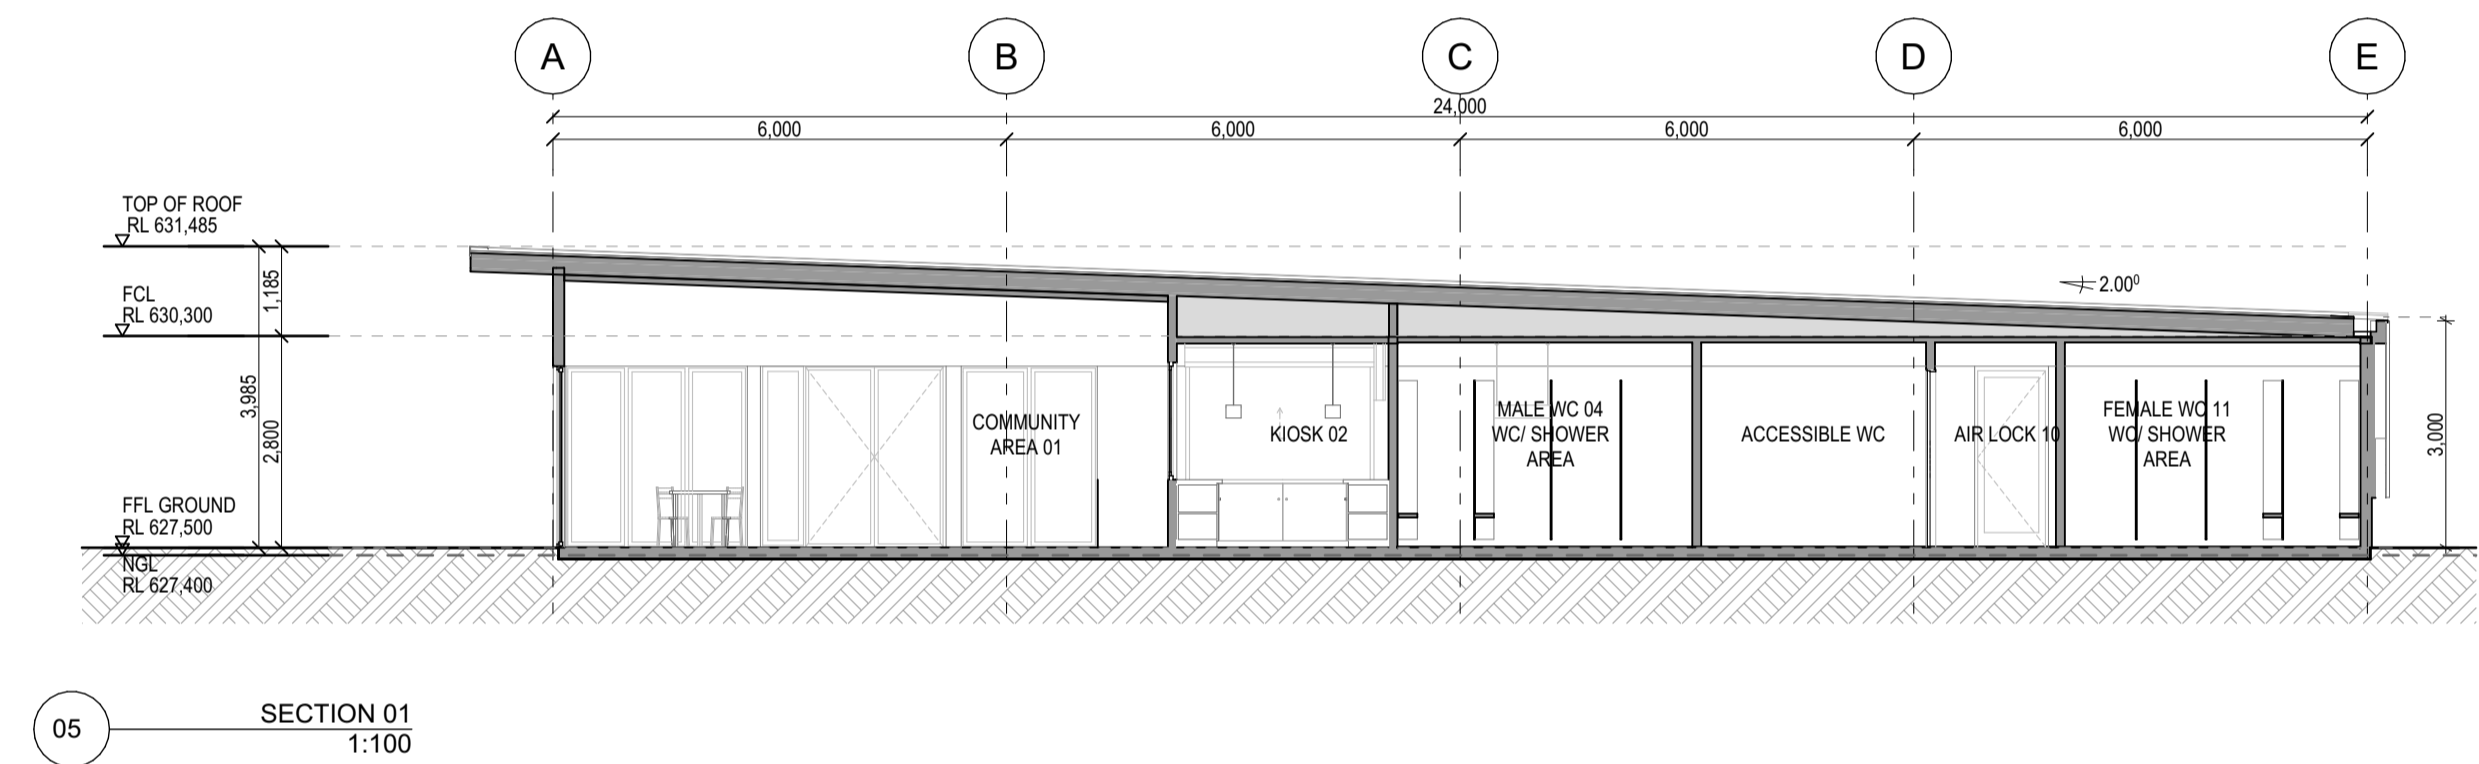 A
B
C
D
E
24,000
6,000
6,000
6,000
6,000
TOP OF ROOF
RL 631,485
FCL
RL 630,300
1,185
3,985
2,800
FFL GROUND
RL 627,500
NGL
RL 627,400
2.00⁰
3,000
COMMUNITY
AREA 01
KIOSK 02
MALE WC 04
WC/ SHOWER
AREA
ACCESSIBLE WC
AIR LOCK 10
FEMALE WC 11
WC/ SHOWER
AREA
05
SECTION 01
1:100